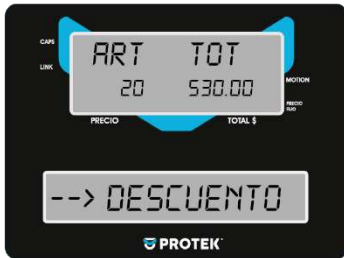 CAPS
LINK
ART TOT
20 530.00
MOTION
PRECIO
FIJO
PRECIO TOTAL $
--> DESCUENTO
PROTEK